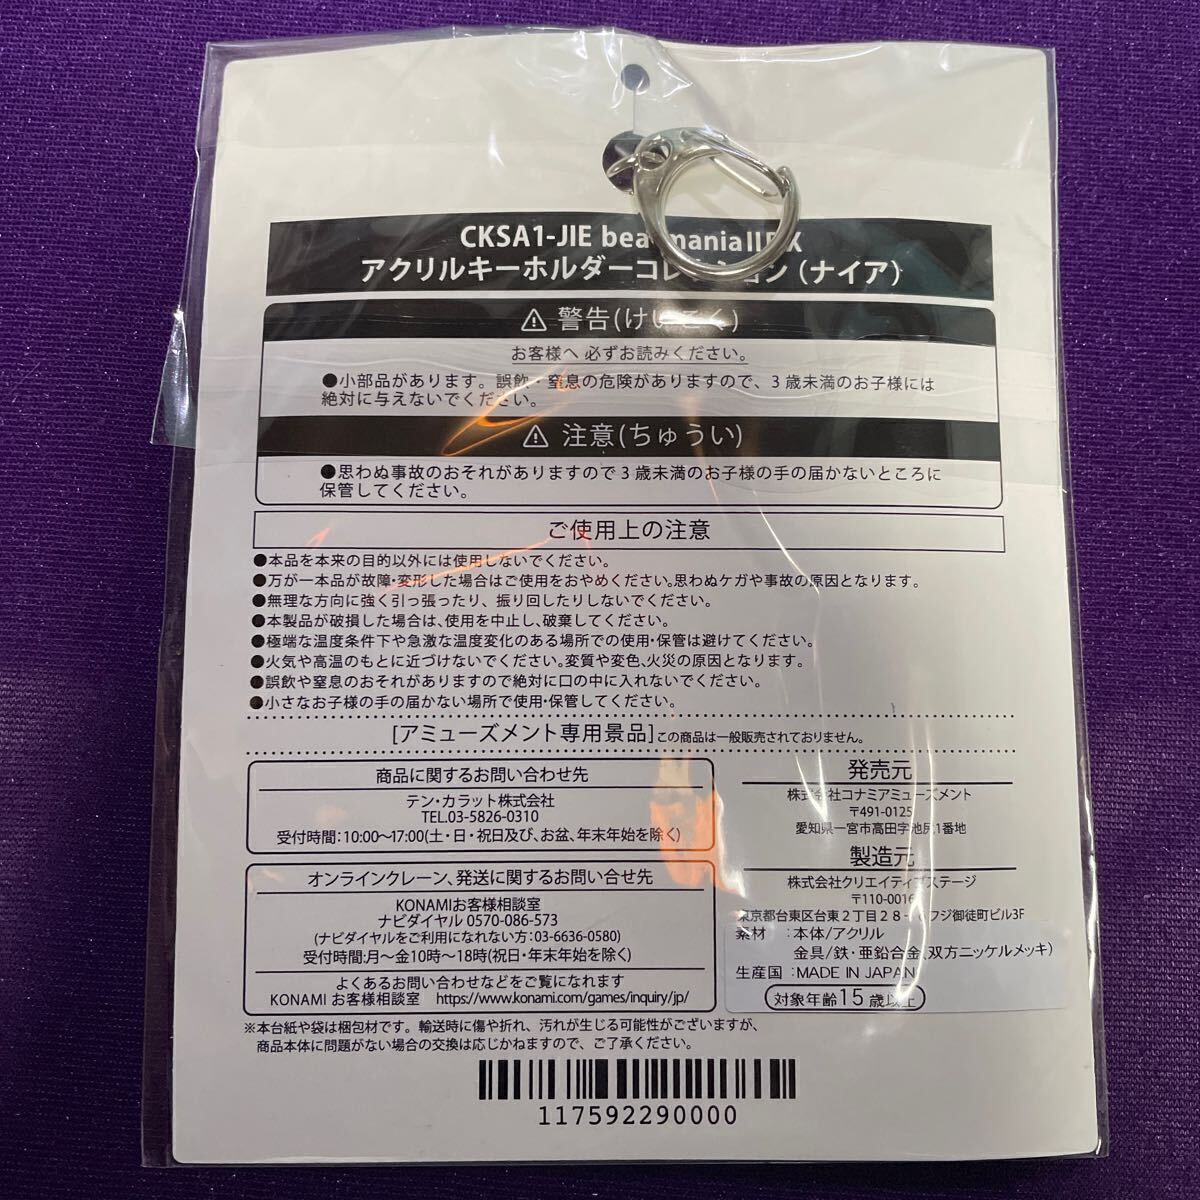 CKSA1-JIE beatmaniaIIDX
アクリルキーホルダーコレクション（ナイア）
⚠ 警告(けいこく)
お客様へ 必ずお読みください。
●小部品があります。誤飲・窒息の危険がありますので、3歳未満のお子様には
絶対に与えないでください。
⚠ 注意(ちゅうい)
●思わぬ事故のおそれがありますので3歳未満のお子様の手の届かないところに
保管してください。
ご使用上の注意
●本品を本来の目的以外には使用しないでください。
●万が一本品が故障・変形した場合はご使用をおやめください。思わぬケガや事故の原因となります。
●無理な方向に強く引っ張ったり、振り回したりしないでください。
●本製品が破損した場合は、使用を中止し、破棄してください。
●極端な温度条件下や急激な温度変化のある場所での使用・保管は避けてください。
●火気や高温のもとに近づけないでください。変質や変色、火災の原因となります。
●誤飲や窒息のおそれがありますので絶対に口の中に入れないでください。
●小さなお子様の手の届かない場所で使用・保管してください。
[アミューズメント専用景品]この商品は一般販売されておりません。
商品に関するお問い合わせ先
テン・カラット株式会社
TEL.03-5826-0310
受付時間：10:00〜17:00(土・日・祝日及び、お盆、年末年始を除く)
オンラインクレーン、発送に関するお問い合せ先
KONAMIお客様相談室
ナビダイヤル 0570-086-573
(ナビダイヤルをご利用になれない方：03-6636-0580)
受付時間：月〜金10時〜18時(祝日・年末年始を除く)
よくあるお問い合わせなどをご覧になれます
KONAMI お客様相談室 https://www.konami.com/games/inquiry/jp/
発売元
株式会社コナミアミューズメント
〒491-0125
愛知県一宮市高田字池尻1番地
製造元
株式会社クリエイティブステージ
〒110-0016
東京都台東区台東2丁目28- フジ御徒町ビル3F
素材 ：本体/アクリル
金具/鉄・亜鉛合金(双方ニッケルメッキ)
生産国 ：MADE IN JAPAN
対象年齢15歳以上
※本台紙や袋は梱包材です。輸送時に傷や折れ、汚れが生じる可能性がございますが、
商品本体に問題がない場合の交換は応じかねますので、ご了承ください。
117592290000